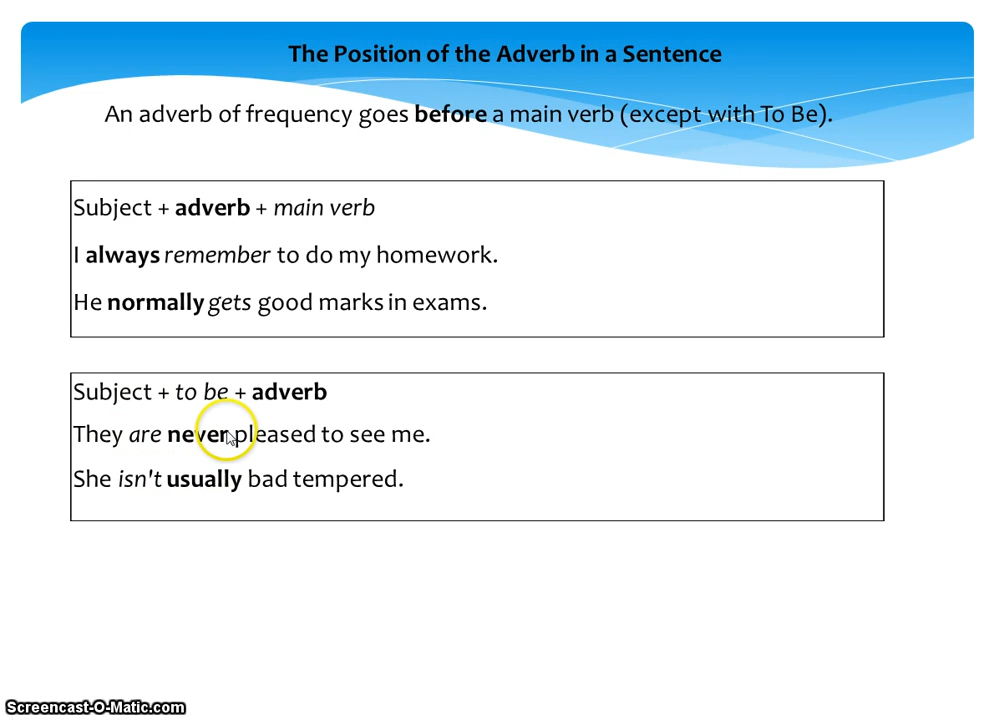 The Position of the Adverb in a Sentence
An adverb of frequency goes before a main verb (except with To Be).
Subject + adverb + main verb
I always remember to do my homework.
He normally gets good marks in exams.
Subject + to be + adverb
They are never pleased to see me.
She isn't usually bad tempered.
Screencast-O-Matic.com